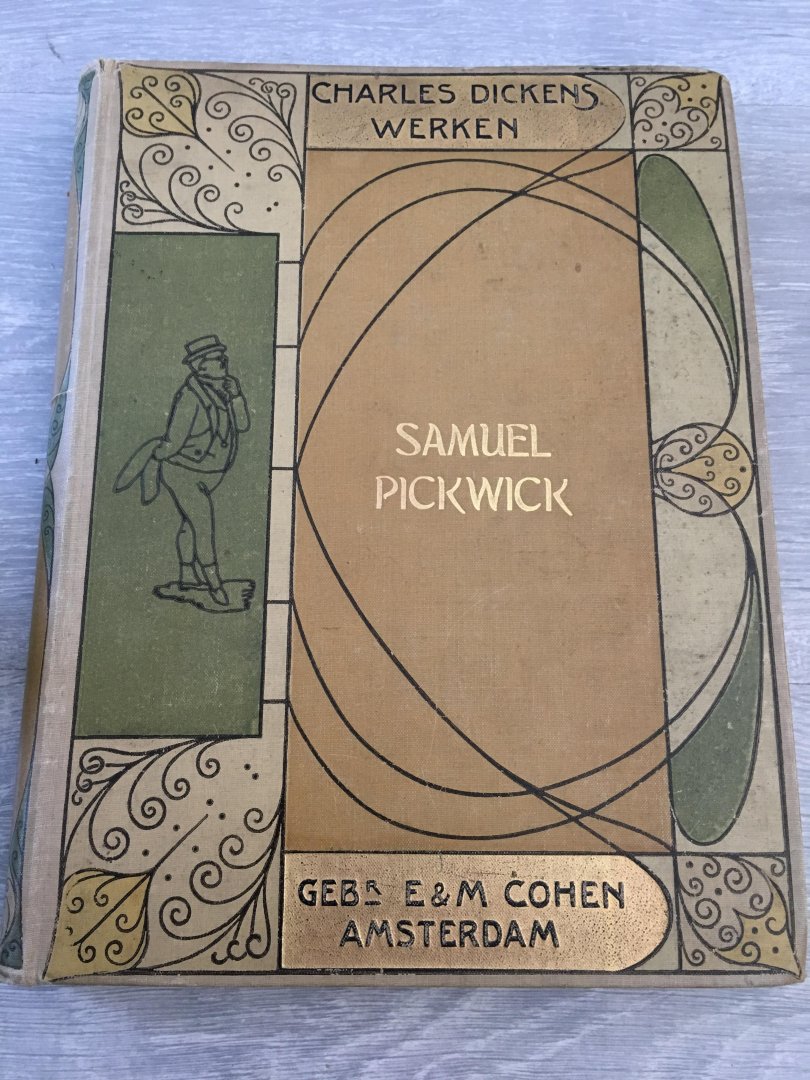 CHARLES DICKENS
WERKEN
SAMUEL
PICKWICK
GEBR E & M COHEN
AMSTERDAM